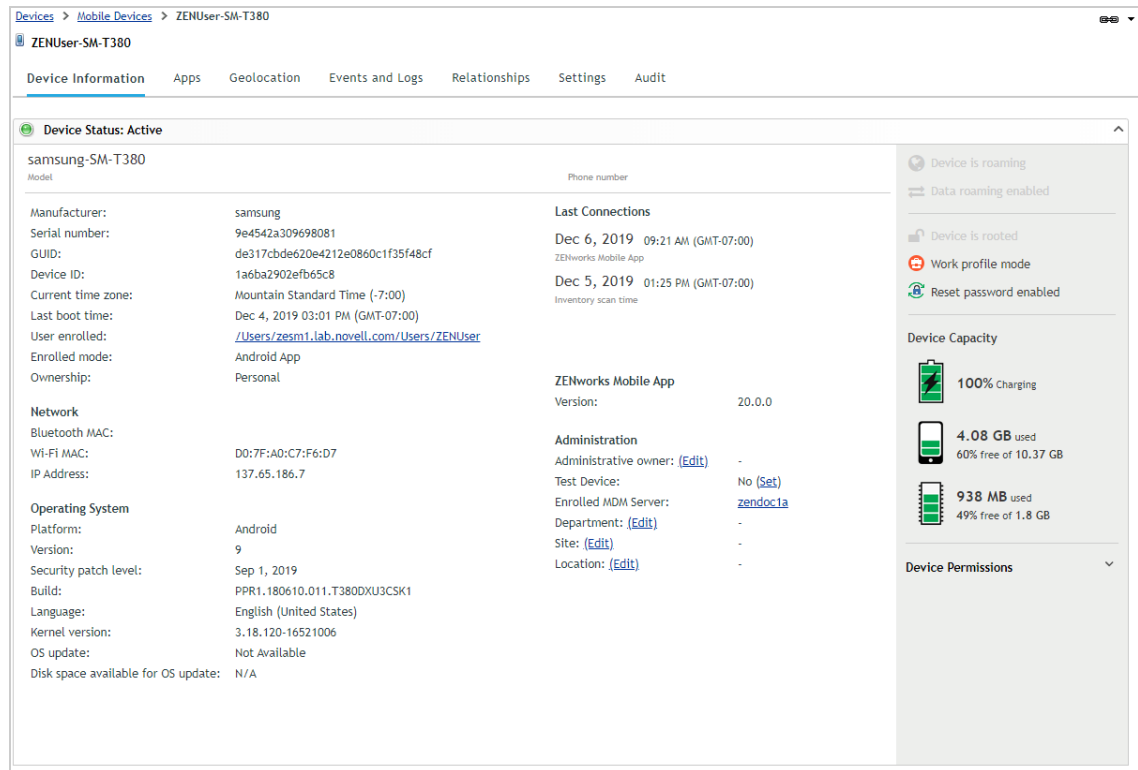 Devices > Mobile Devices > ZENUser-SM-T380
ZENUser-SM-T380
Device Information Apps Geolocation Events and Logs Relationships Settings Audit
Device Status: Active
samsung-SM-T380
Model Phone number
Manufacturer: samsung
Serial number: 9e4542a309698081
GUID: de317cbde620e4212e0860c1f35f48cf
Device ID: 1a6ba2902efb65c8
Current time zone: Mountain Standard Time (-7:00)
Last boot time: Dec 4, 2019 03:01 PM (GMT-07:00)
User enrolled: /Users/zesm1.lab.novell.com/Users/ZENUser
Enrolled mode: Android App
Ownership: Personal
Network
Bluetooth MAC:
Wi-Fi MAC: D0:7F:A0:C7:F6:D7
IP Address: 137.65.186.7
Operating System
Platform: Android
Version: 9
Security patch level: Sep 1, 2019
Build: PPR1.180610.011.T380DXU3CSK1
Language: English (United States)
Kernel version: 3.18.120-16521006
OS update: Not Available
Disk space available for OS update: N/A
Last Connections
Dec 6, 2019 09:21 AM (GMT-07:00)
ZENworks Mobile App
Dec 5, 2019 01:25 PM (GMT-07:00)
Inventory scan time
ZENworks Mobile App
Version: 20.0.0
Administration
Administrative owner: (Edit) -
Test Device: No (Set)
Enrolled MDM Server: zendoc1a
Department: (Edit) -
Site: (Edit) -
Location: (Edit) -
Device is roaming
Data roaming enabled
Device is rooted
Work profile mode
Reset password enabled
Device Capacity
100% Charging
4.08 GB used
60% free of 10.37 GB
938 MB used
49% free of 1.8 GB
Device Permissions